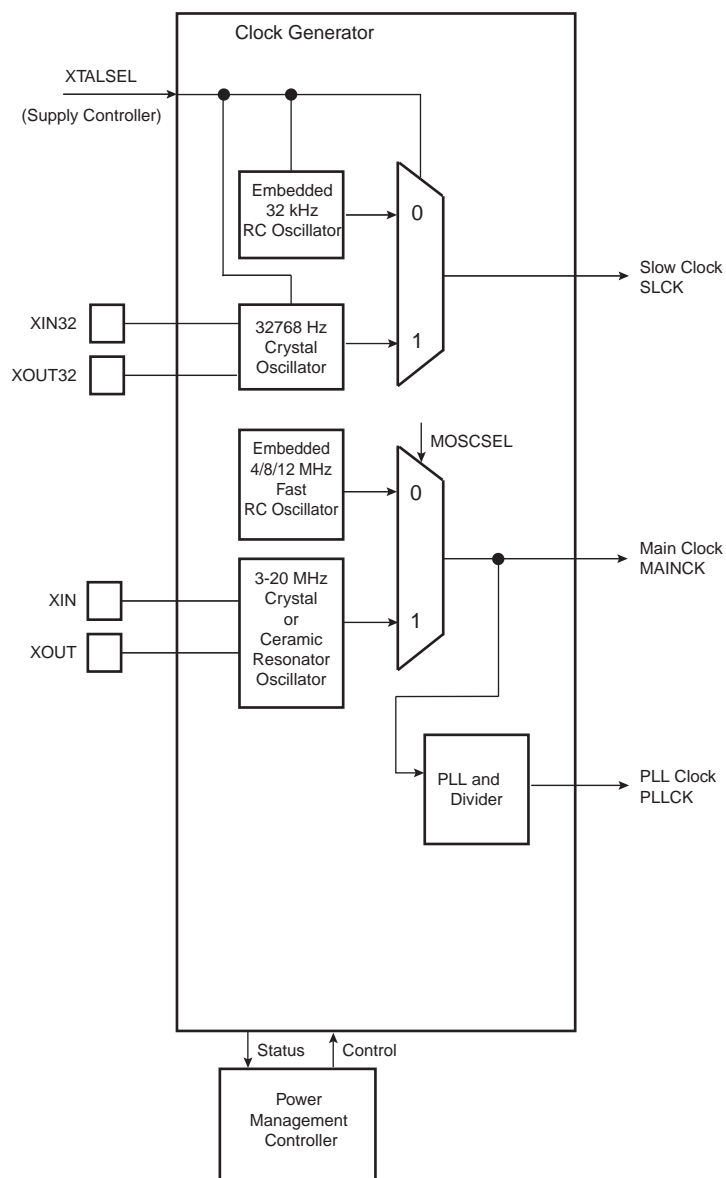 Clock Generator
XTALSEL
(Supply Controller)
Embedded
32 kHz
RC Oscillator
0
Slow Clock
SLCK
XIN32
XOUT32
32768 Hz
Crystal
Oscillator
1
MOSCSEL
Embedded
4/8/12 MHz
Fast
RC Oscillator
0
Main Clock
MAINCK
XIN
XOUT
3-20 MHz
Crystal
or
Ceramic
Resonator
Oscillator
1
PLL and
Divider
PLL Clock
PLLCK
Status
Control
Power
Management
Controller